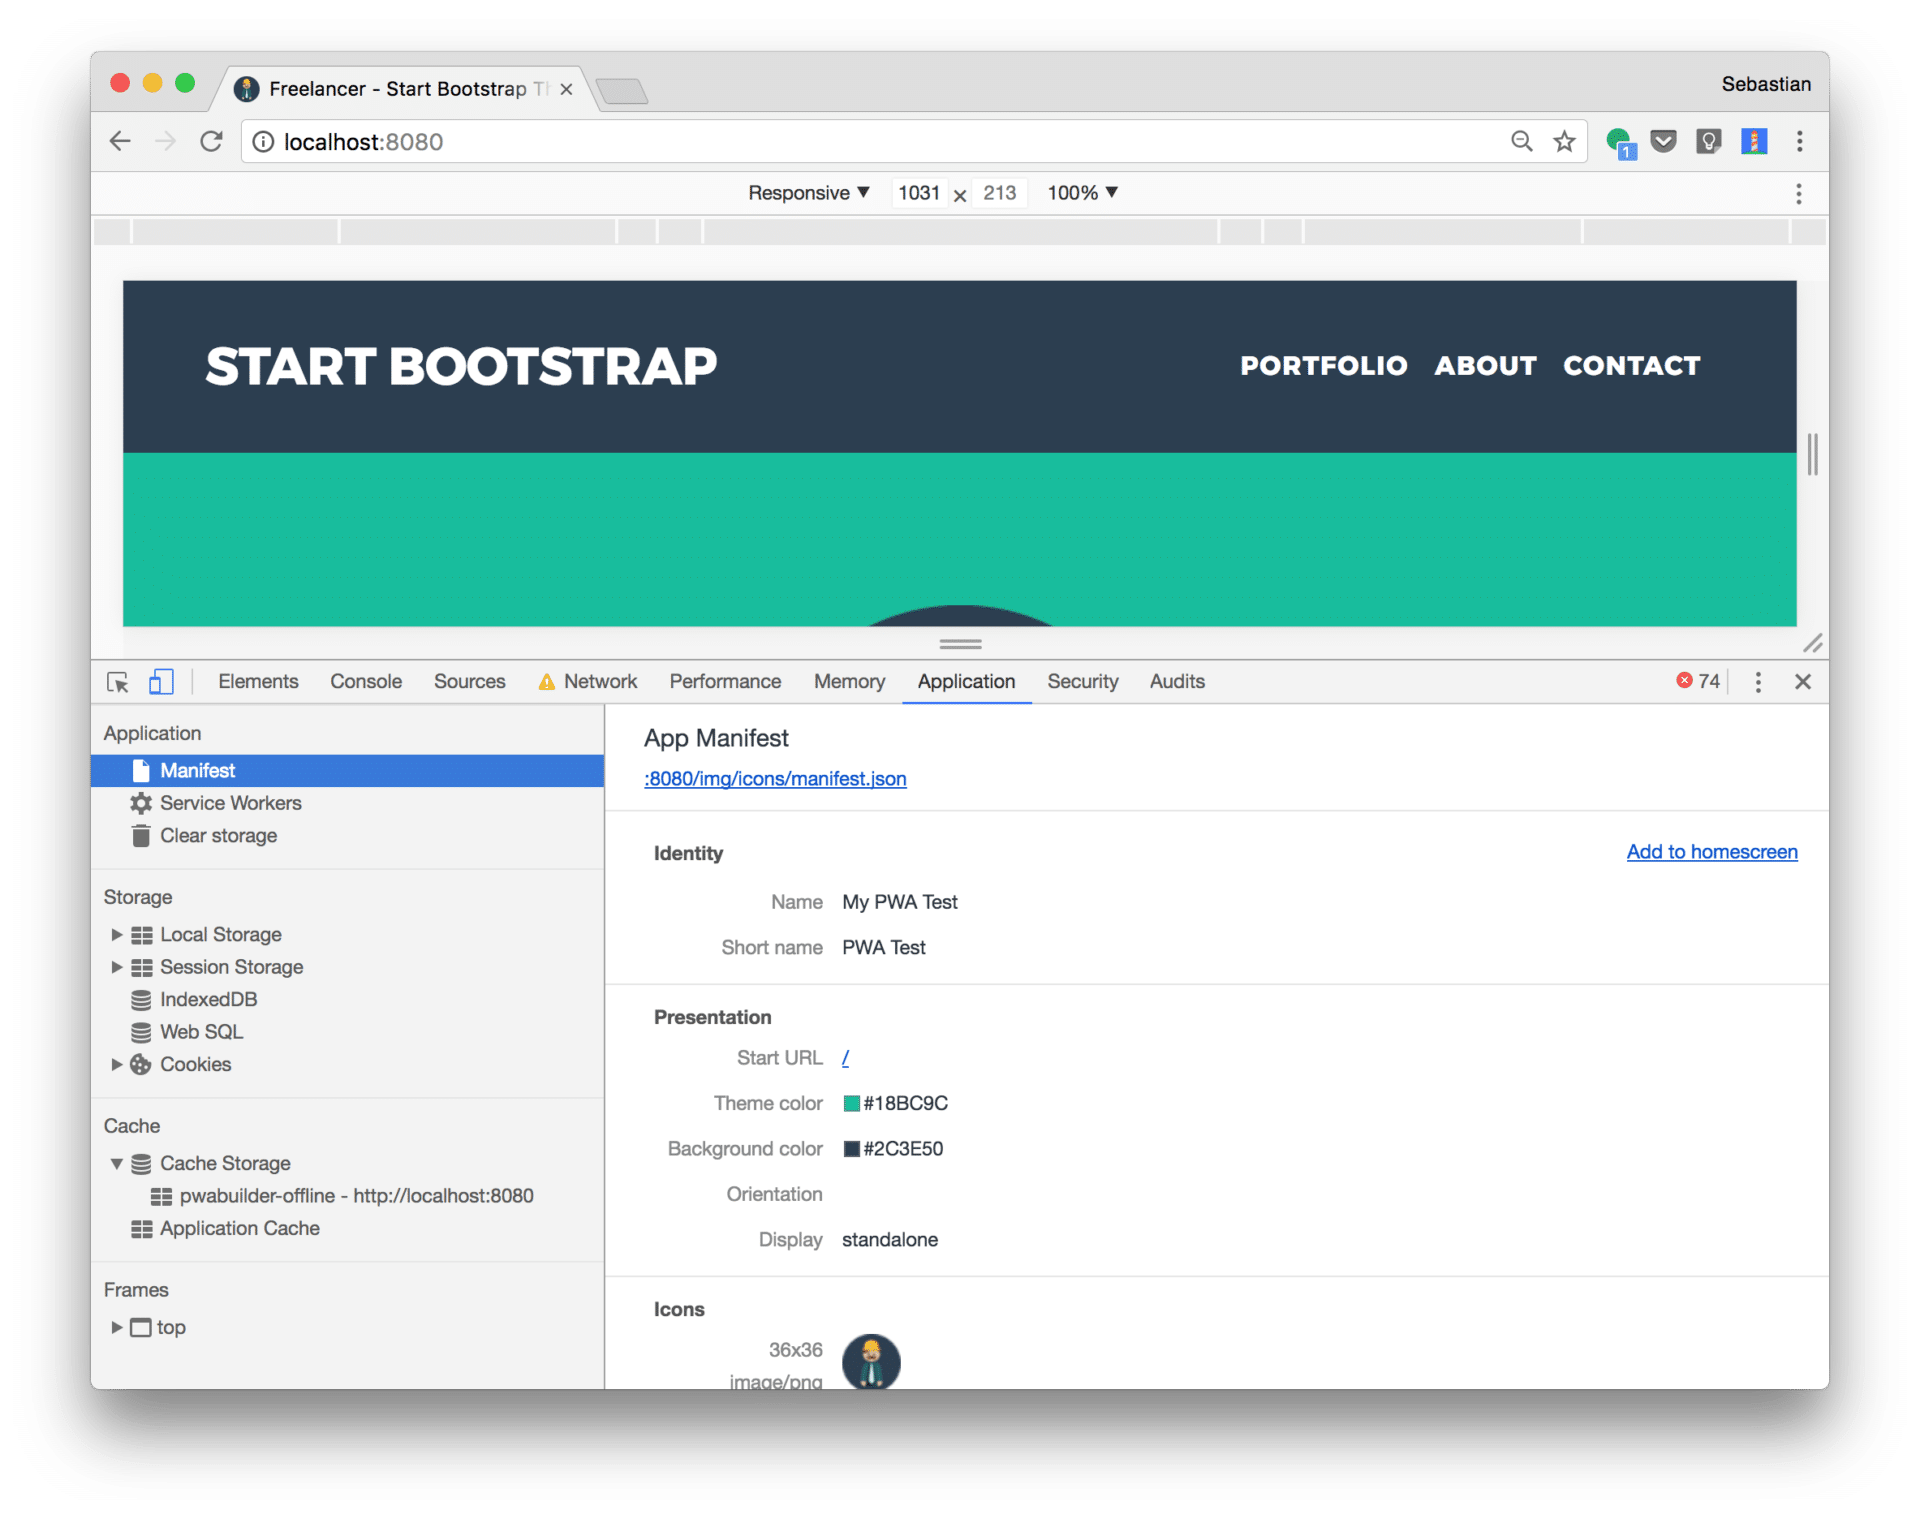 Freelancer - Start Bootstrap Th
Sebastian
localhost:8080
1
Responsive ▼ 1031 × 213 100% ▼
START BOOTSTRAP
PORTFOLIO ABOUT CONTACT
Elements Console Sources Network Performance Memory Application Security Audits 74
Application
Manifest
Service Workers
Clear storage
Storage
Local Storage
Session Storage
IndexedDB
Web SQL
Cookies
Cache
Cache Storage
pwabuilder-offline - http://localhost:8080
Application Cache
Frames
top
App Manifest
:8080/img/icons/manifest.json
Identity
Add to homescreen
Name My PWA Test
Short name PWA Test
Presentation
Start URL /
Theme color #18BC9C
Background color #2C3E50
Orientation
Display standalone
Icons
36x36
image/png